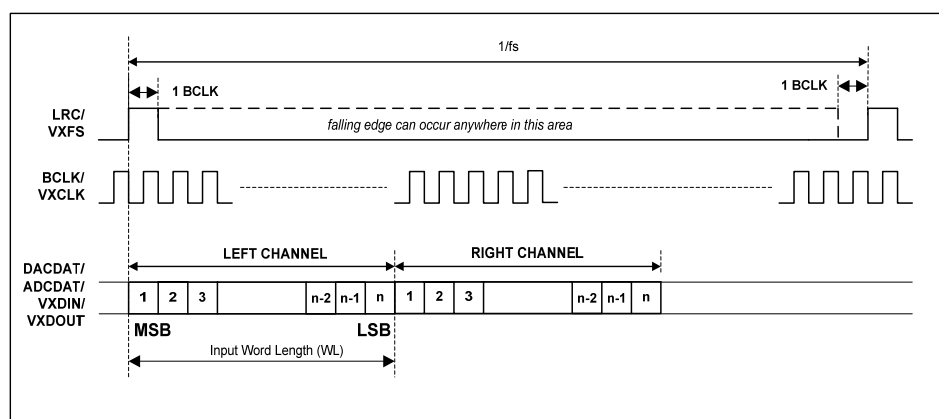 1/fs
1 BCLK
1 BCLK
LRC/
VXFS
falling edge can occur anywhere in this area
BCLK/
VXCLK
LEFT CHANNEL
RIGHT CHANNEL
DACDAT/
ADCDAT/
VXDIN/
VXDOUT
1 2 3 n-2 n-1 n 1 2 3 n-2 n-1 n
MSB LSB
Input Word Length (WL)